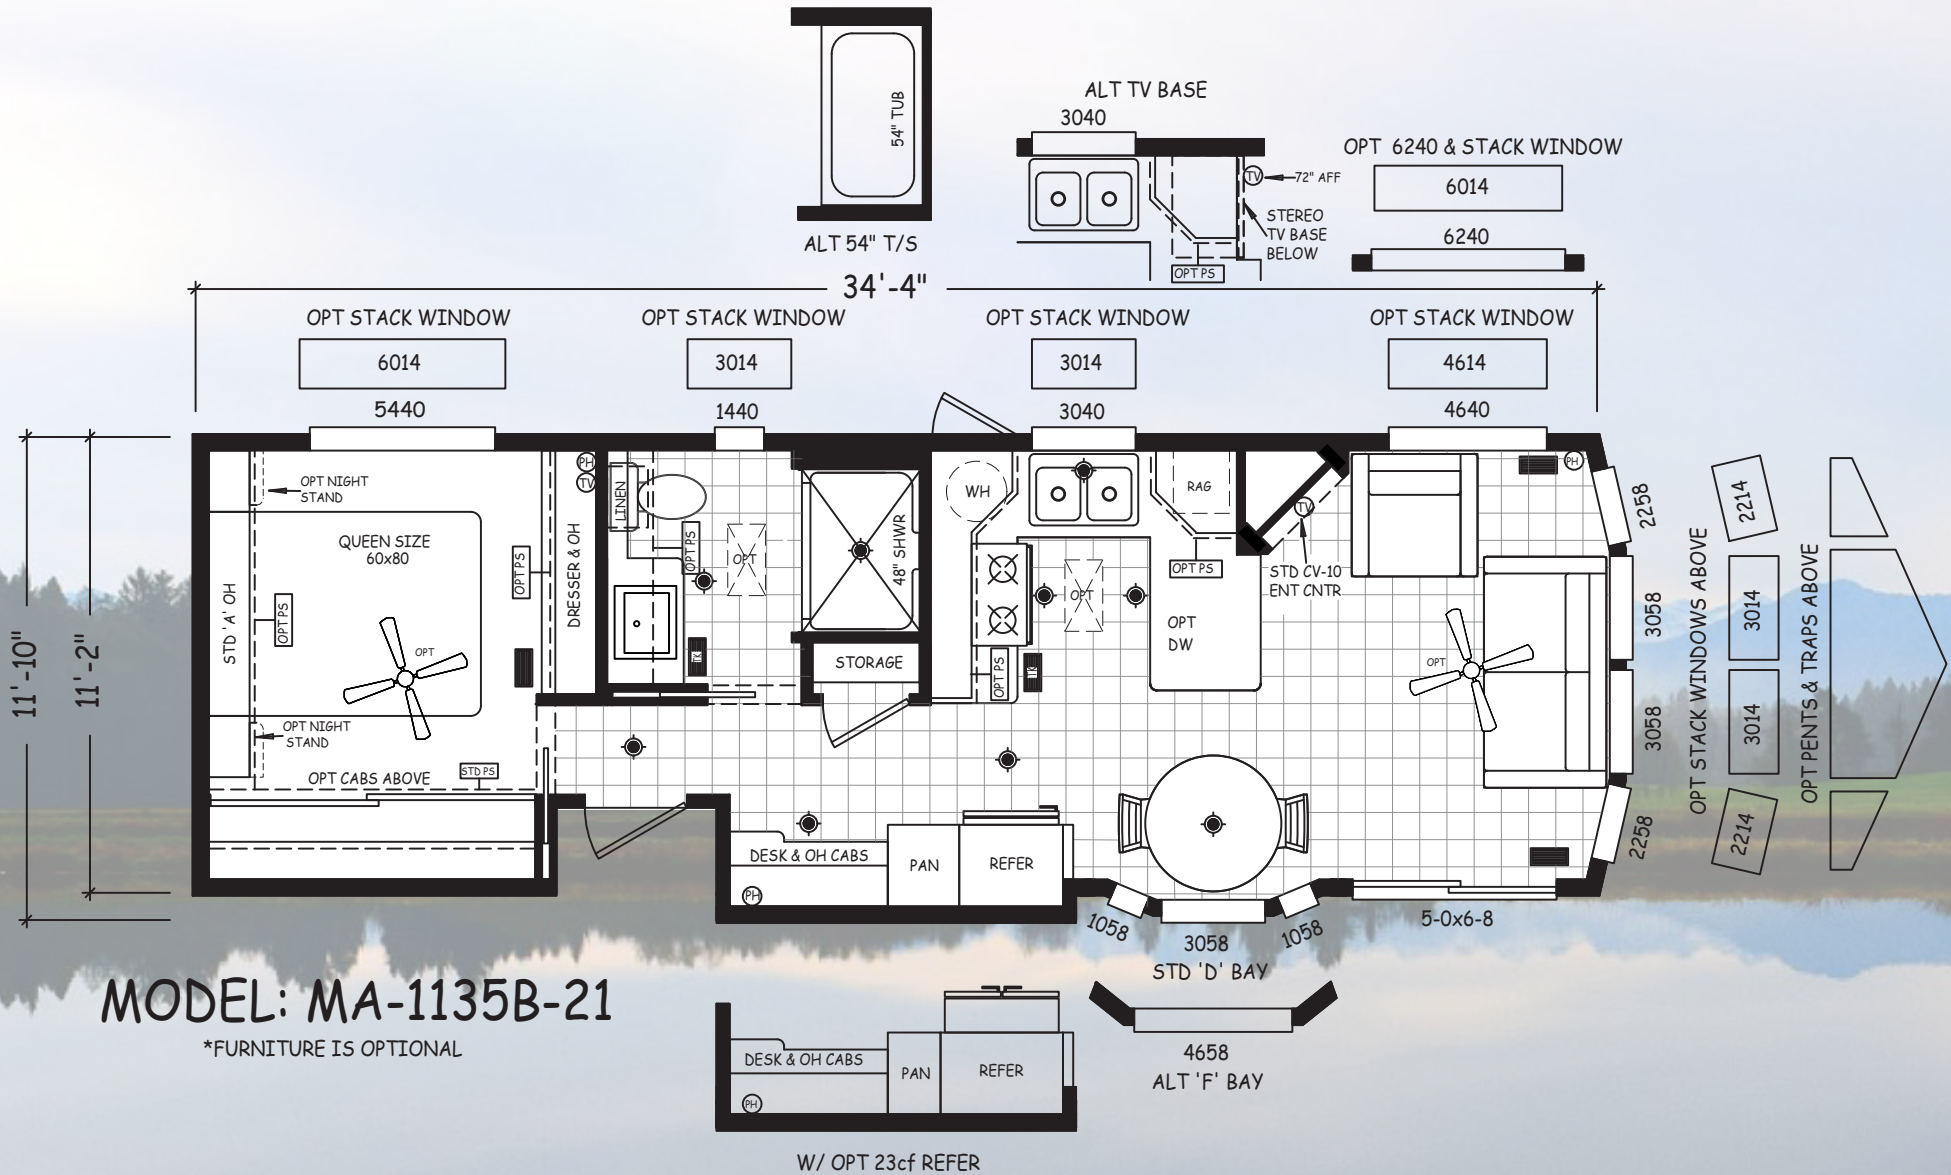 54" TUB
ALT 54" T/S
ALT TV BASE
3040
TV
72" AFF
STEREO
TV BASE
BELOW
OPT PS
OPT 6240 & STACK WINDOW
6014
6240
34'-4"
OPT STACK WINDOW
6014
5440
OPT STACK WINDOW
3014
1440
OPT STACK WINDOW
3014
3040
OPT STACK WINDOW
4614
4640
11'-10"
11'-2"
OPT NIGHT
STAND
QUEEN SIZE
60x80
STD 'A' OH
OPT PS
OPT
OPT NIGHT
STAND
OPT CABS ABOVE
STD PS
OPT PS
DRESSER & OH
PH
TV
LINEN
OPT PS
OPT
TK
48" SHWR
STORAGE
WH
OPT PS
TK
OPT
RAG
OPT PS
OPT
DW
TV
STD CV-10
ENT CNTR
PH
OPT
2258
3058
3058
2258
OPT STACK WINDOWS ABOVE
2214
3014
3014
2214
OPT PENTS & TRAPS ABOVE
DESK & OH CABS
PH
PAN
REFER
1058
3058
1058
STD 'D' BAY
5-0x6-8
4658
ALT 'F' BAY
MODEL: MA-1135B-21
*FURNITURE IS OPTIONAL
DESK & OH CABS
PH
PAN
REFER
W/ OPT 23cf REFER